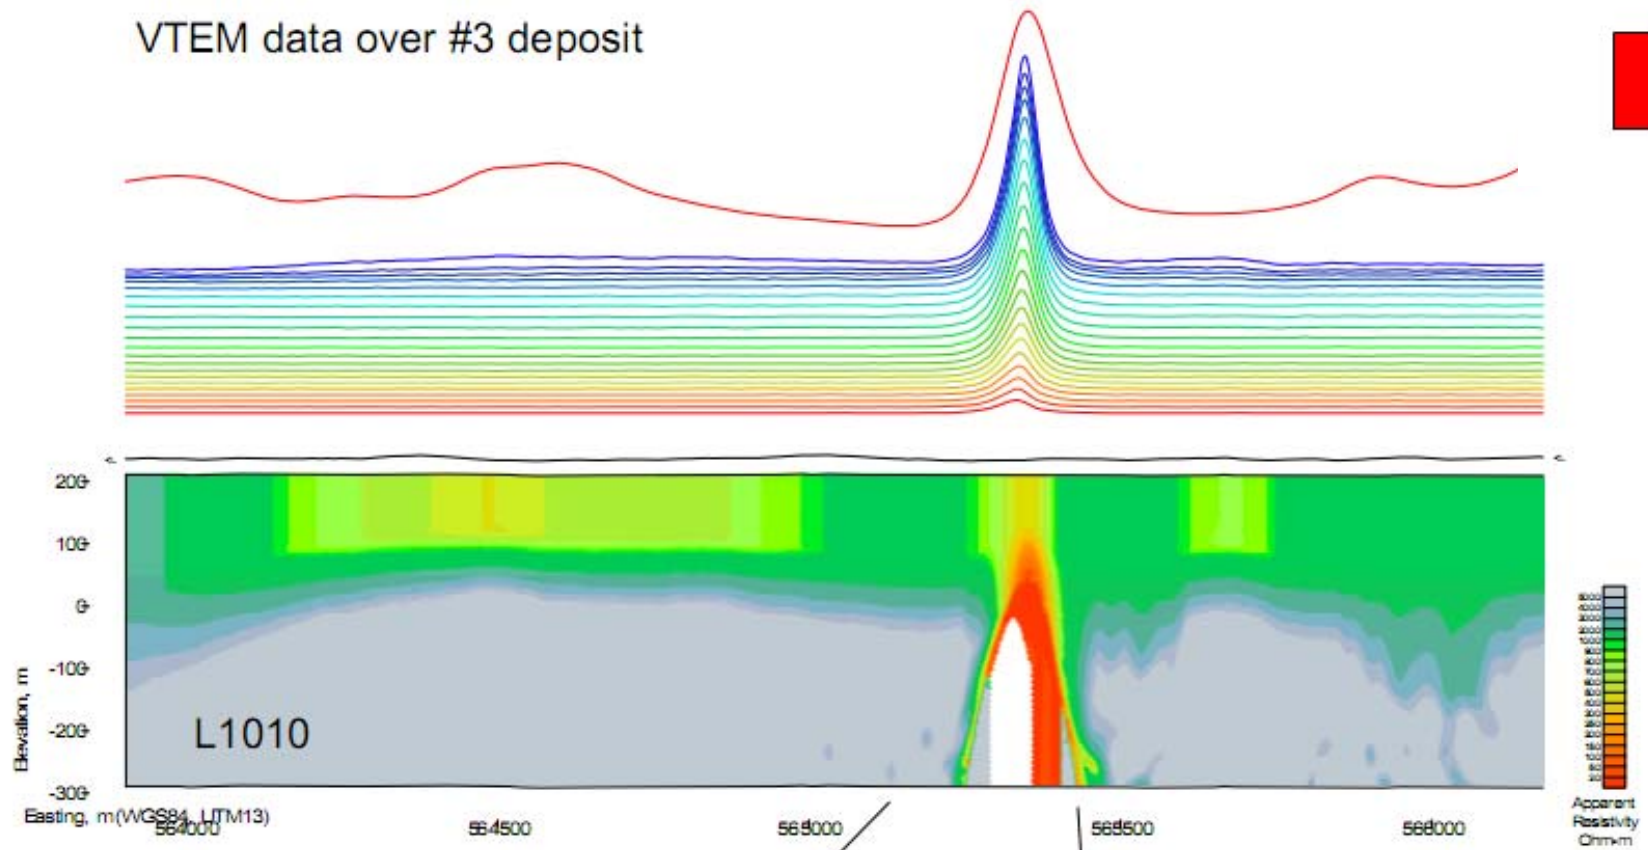 VTEM data over #3 deposit
200
100
0
-100
-200
-300
Elevation, m
L1010
Easting, m(WGS84, UTM13)
564000
564500
565000
565500
566000
Apparent
Resistivity
Ohm-m